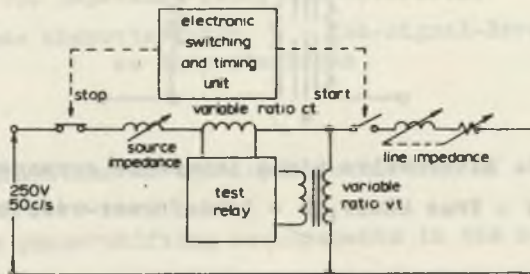 electronic
switching
and timing
unit
stop
start
variable ratio ct.
source
impedance
line impedance
250V
50c/s
test
relay
variable
ratio vt